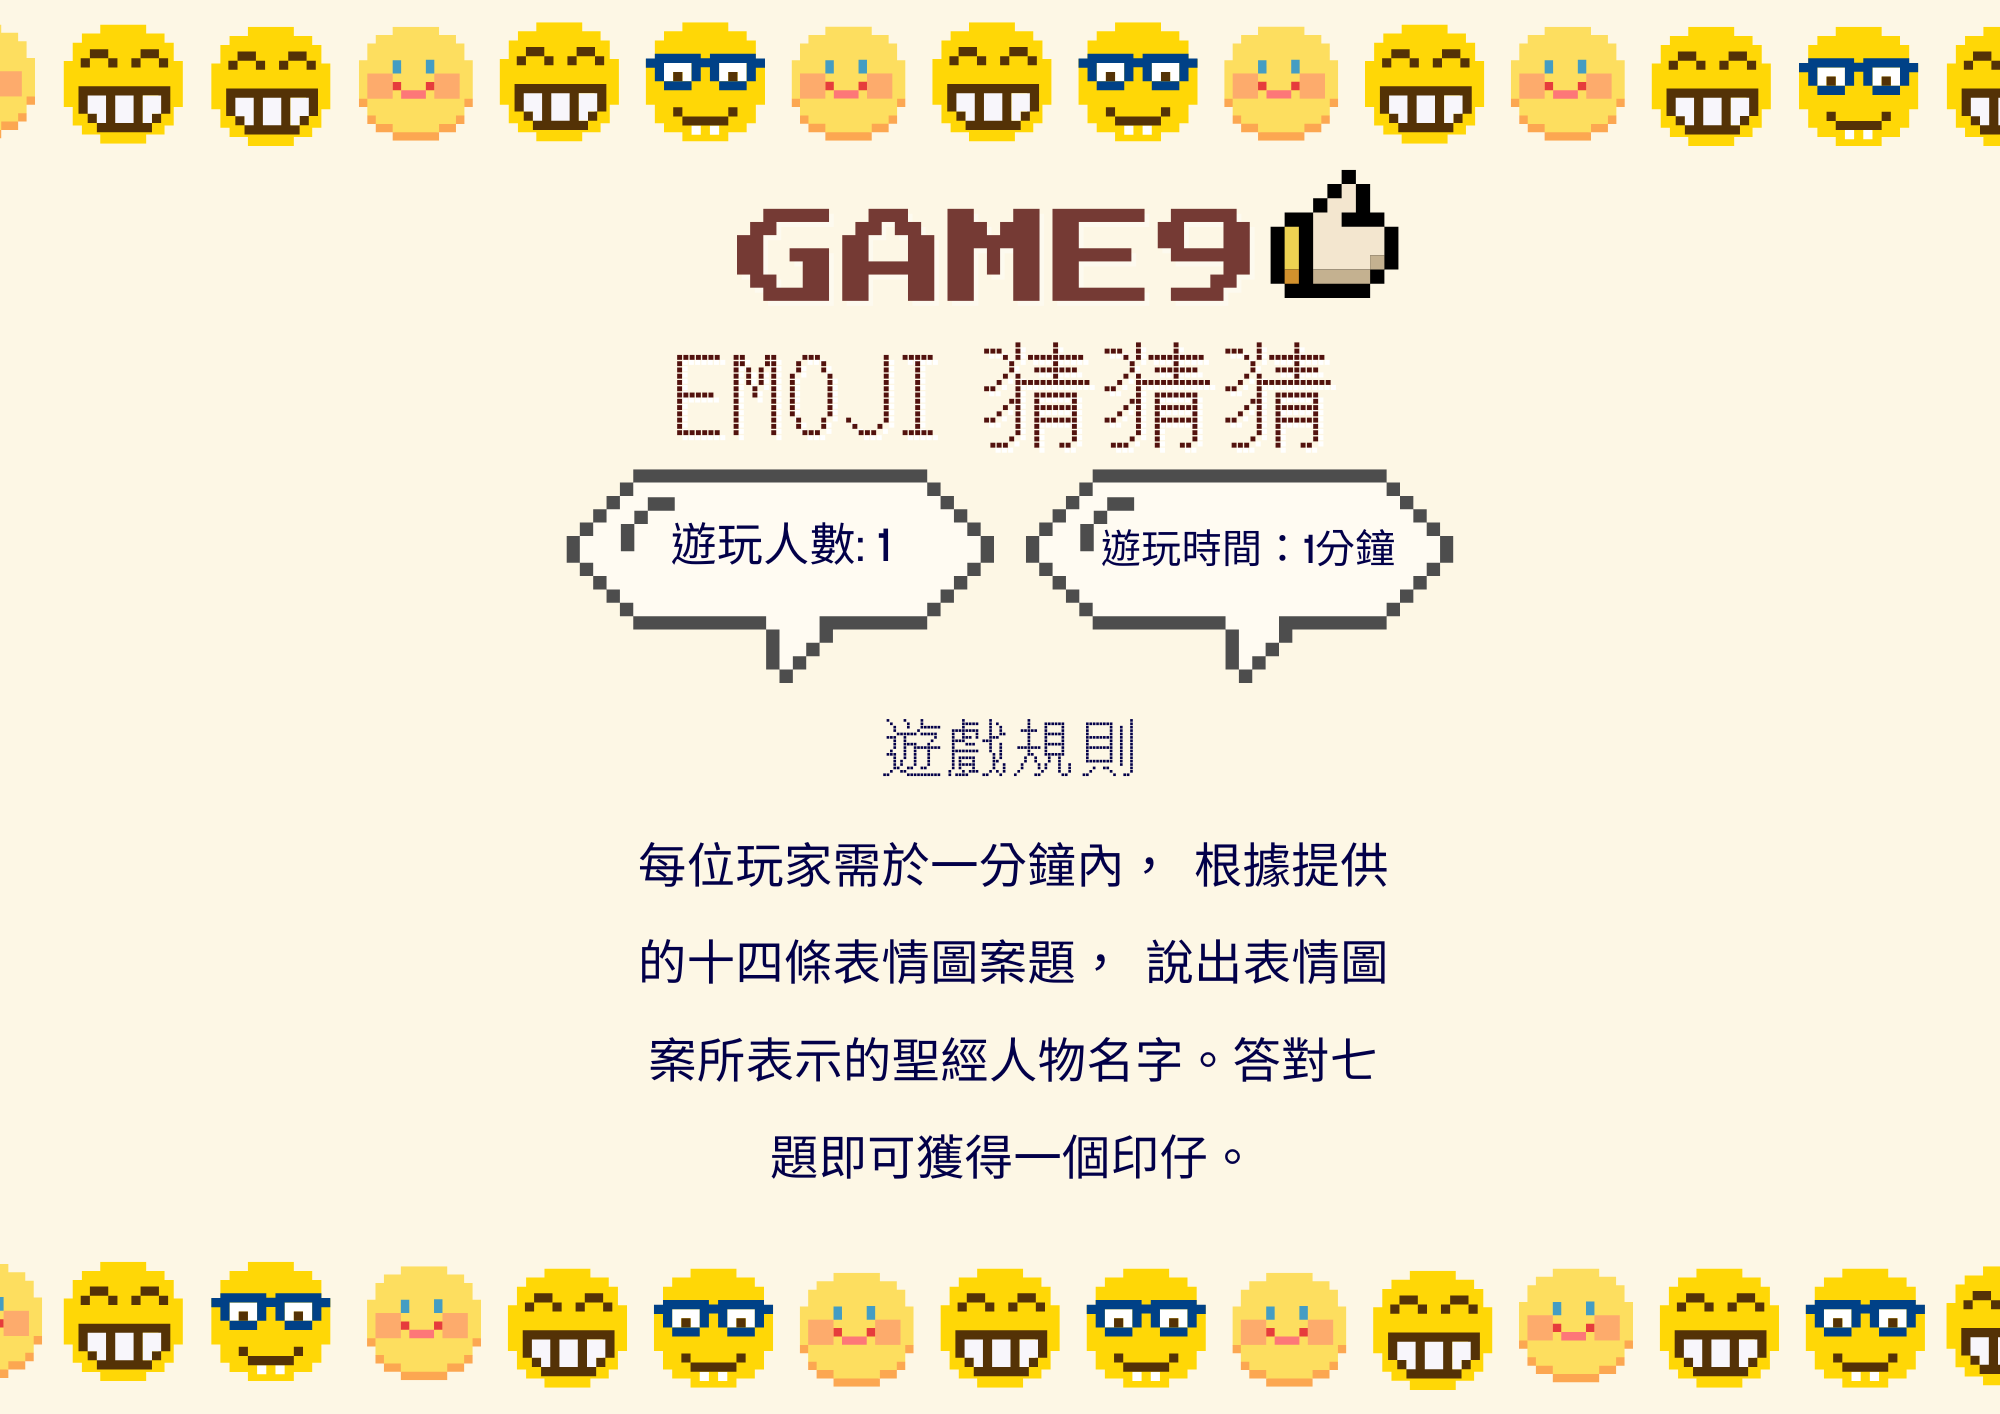 GAME9
EMOJI 猜猜猜
遊玩人數: 1
遊玩時間：1分鐘
遊戲規則
每位玩家需於一分鐘內， 根據提供
的十四條表情圖案題， 說出表情圖
案所表示的聖經人物名字。答對七
題即可獲得一個印仔。